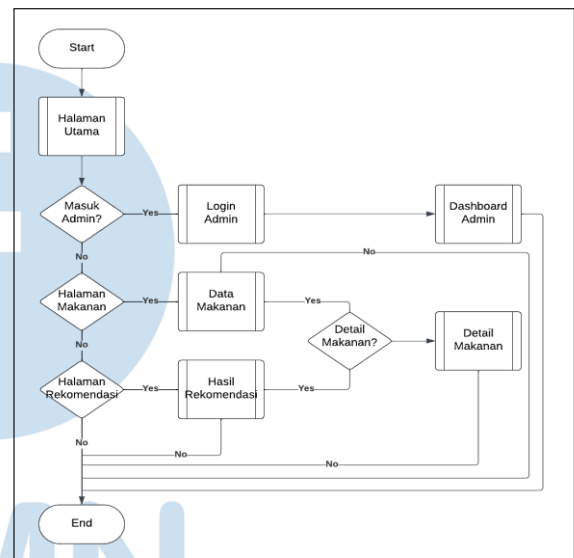 Start
Halaman
Utama
Masuk
Admin?
Yes
Login
Admin
Dashboard
Admin
No
No
Halaman
Makanan
Yes
Data
Makanan
Yes
Detail
Makanan?
Detail
Makanan
No
Halaman
Rekomendasi
Yes
Hasil
Rekomendasi
Yes
No
No
No
End